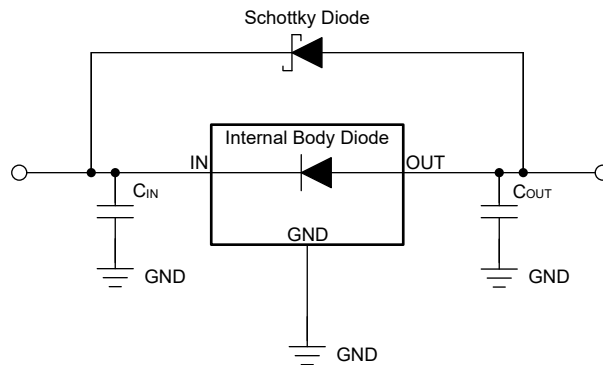 Schottky Diode
Internal Body Diode
IN
OUT
CIN
COUT
GND
GND
GND
GND